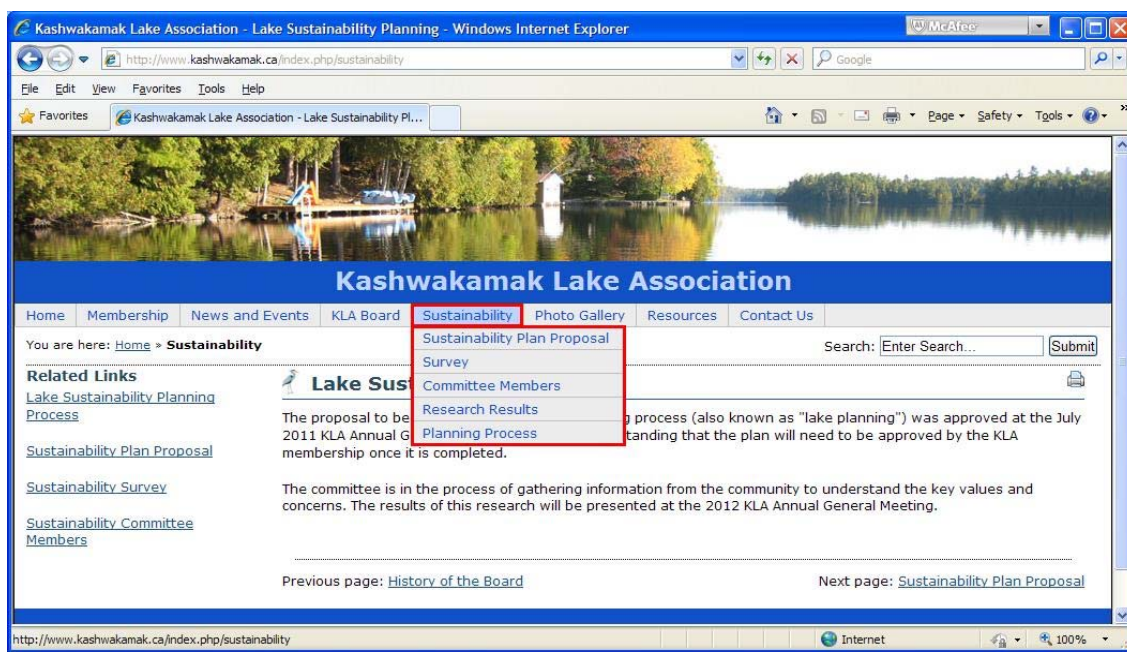 Kashwakamak Lake Association - Lake Sustainability Planning - Windows Internet Explorer
McAfee
http://www.kashwakamak.ca/index.php/sustainability
Google
File Edit View Favorites Tools Help
Favorites
Kashwakamak Lake Association - Lake Sustainability Pl...
Page Safety Tools
Kashwakamak Lake Association
Home Membership News and Events KLA Board Sustainability Photo Gallery Resources Contact Us
You are here: Home » Sustainability
Search: Enter Search... Submit
Sustainability Plan Proposal
Survey
Committee Members
Research Results
Planning Process
Related Links
Lake Sustainability Planning
Process
Sustainability Plan Proposal
Sustainability Survey
Sustainability Committee
Members
Lake Sust
The proposal to be process (also known as "lake planning") was approved at the July
2011 KLA Annual G tanding that the plan will need to be approved by the KLA
membership once it is completed.
The committee is in the process of gathering information from the community to understand the key values and
concerns. The results of this research will be presented at the 2012 KLA Annual General Meeting.
Previous page: History of the Board
Next page: Sustainability Plan Proposal
http://www.kashwakamak.ca/index.php/sustainability
Internet
100%